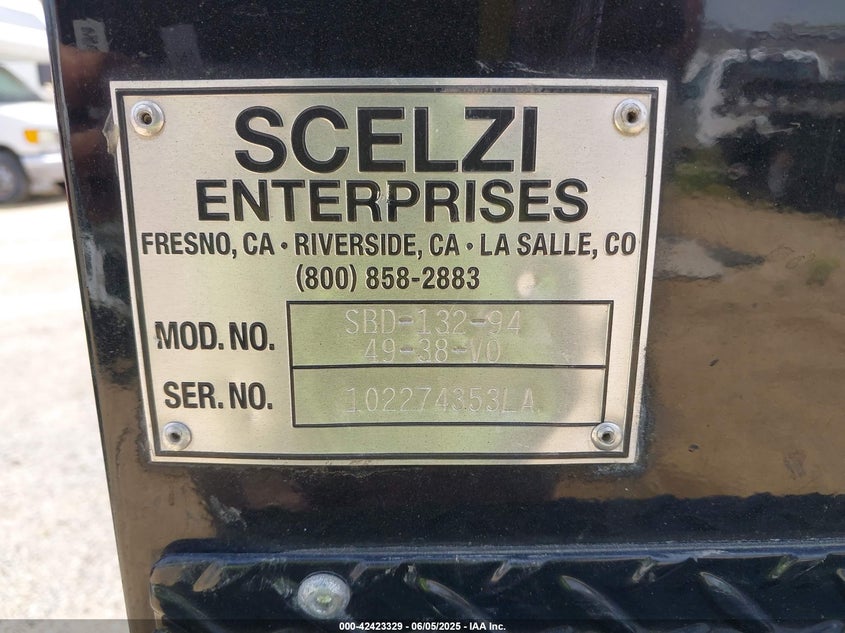 SCELZI
ENTERPRISES
FRESNO, CA · RIVERSIDE, CA · LA SALLE, CO
(800) 858-2883
MOD. NO. SBD-132-94
49-38-VO
SER. NO. 102274353LA
000-42423329 - 06/05/2025 - IAA Inc.